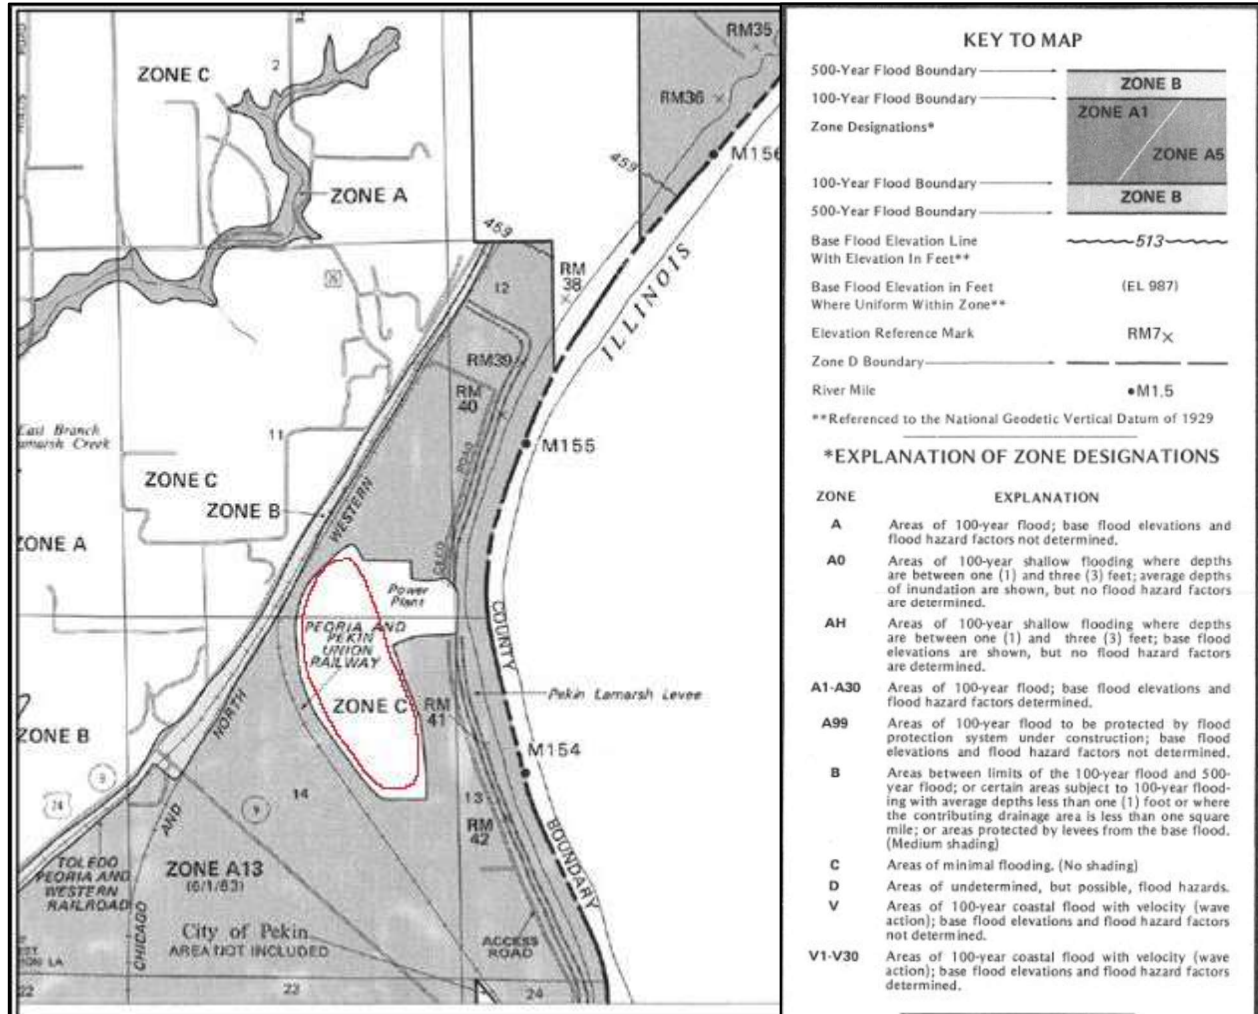 ZONE C
2
RM35
RM36
M156
459
ZONE A
459
RM
38
12
ILLINOIS
RM39
RM
40
ROAD
M155
East Branch
11
ZONE C
ZONE B
WESTERN
ZONE A
Power
Plant
PEORIA AND
PEKIN
UNION
RAILWAY
COUNTY
Pekin Lamarsh Levee
ZONE C
RM
41
NORTH
ZONE B
M154
9
14
13
AND
RM
42
BOUNDARY
TOLEDO
PEORIA AND
WESTERN
RAILROAD
ZONE A13
(6/1/83)
CHICAGO
City of Pekin
AREA NOT INCLUDED
ACCESS
ROAD
22
23
24
KEY TO MAP
500-Year Flood Boundary
ZONE B
100-Year Flood Boundary
ZONE A1
Zone Designations*
ZONE A5
100-Year Flood Boundary
ZONE B
500-Year Flood Boundary
Base Flood Elevation Line
With Elevation In Feet**
513
Base Flood Elevation in Feet
Where Uniform Within Zone**
(EL 987)
Elevation Reference Mark
RM7×
Zone D Boundary
River Mile
•M1.5
**Referenced to the National Geodetic Vertical Datum of 1929
*EXPLANATION OF ZONE DESIGNATIONS
ZONE EXPLANATION
A Areas of 100-year flood; base flood elevations and
flood hazard factors not determined.
A0 Areas of 100-year shallow flooding where depths
are between one (1) and three (3) feet; average depths
of inundation are shown, but no flood hazard factors
are determined.
AH Areas of 100-year shallow flooding where depths
are between one (1) and three (3) feet; base flood
elevations are shown, but no flood hazard factors
are determined.
A1-A30 Areas of 100-year flood; base flood elevations and
flood hazard factors determined.
A99 Areas of 100-year flood to be protected by flood
protection system under construction; base flood
elevations and flood hazard factors not determined.
B Areas between limits of the 100-year flood and 500-
year flood; or certain areas subject to 100-year flood-
ing with average depths less than one (1) foot or where
the contributing drainage area is less than one square
mile; or areas protected by levees from the base flood.
(Medium shading)
C Areas of minimal flooding. (No shading)
D Areas of undetermined, but possible, flood hazards.
V Areas of 100-year coastal flood with velocity (wave
action); base flood elevations and flood hazard factors
not determined.
V1-V30 Areas of 100-year coastal flood with velocity (wave
action); base flood elevations and flood hazard factors
determined.